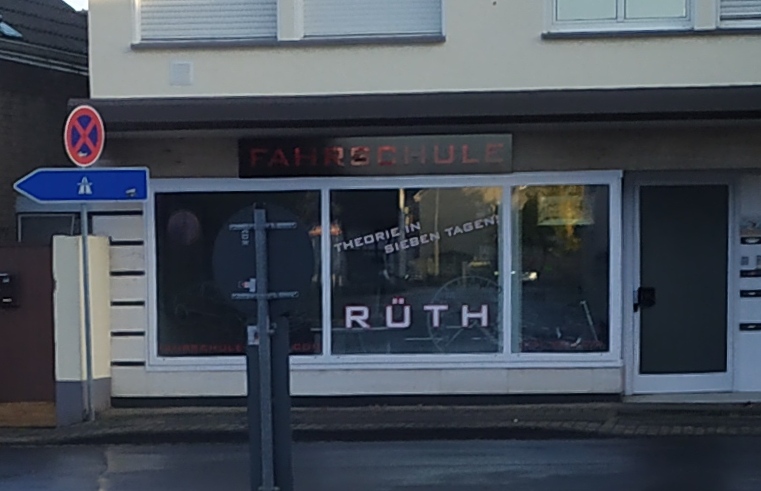 FAHRSCHULE
THEORIE IN
SIEBEN TAGEN!
RÜTH